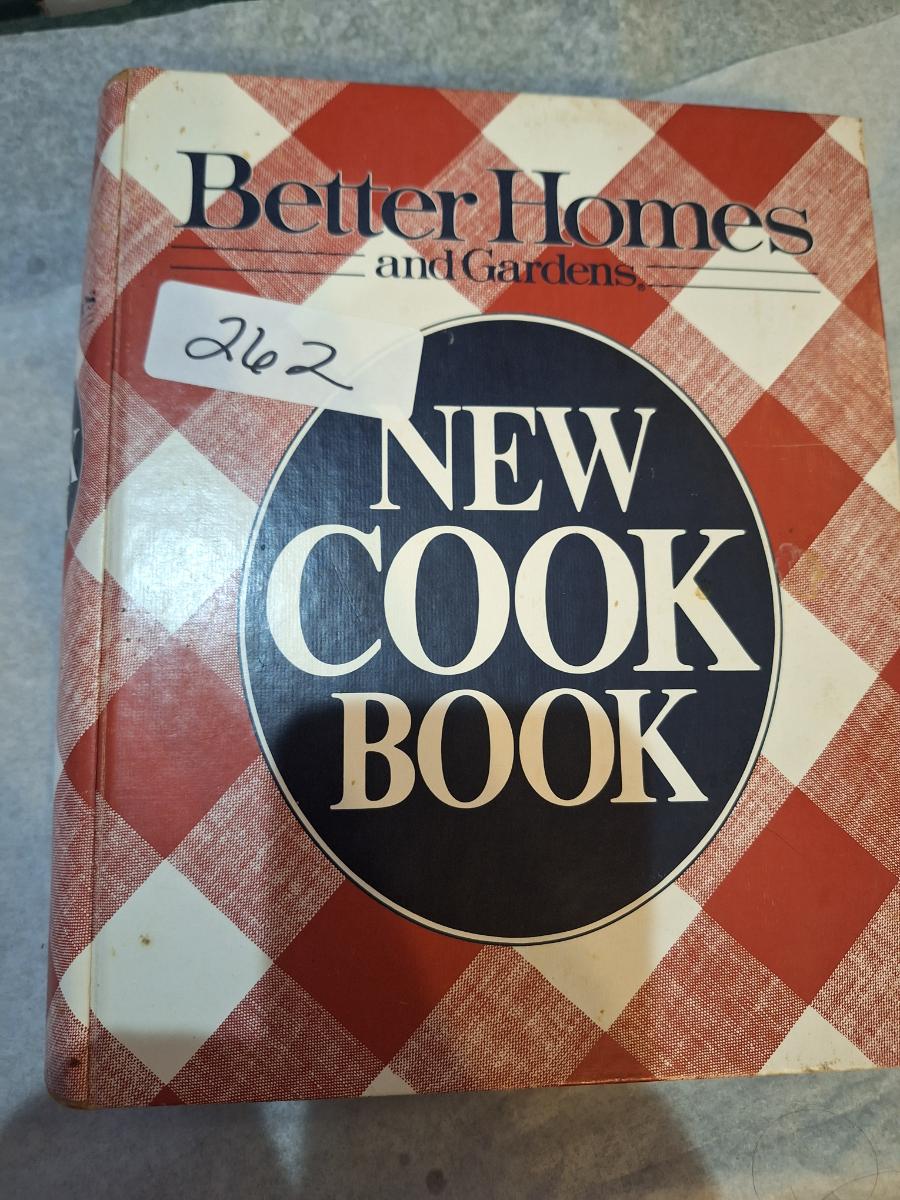 Better Homes
and Gardens®
262
NEW
COOK
BOOK